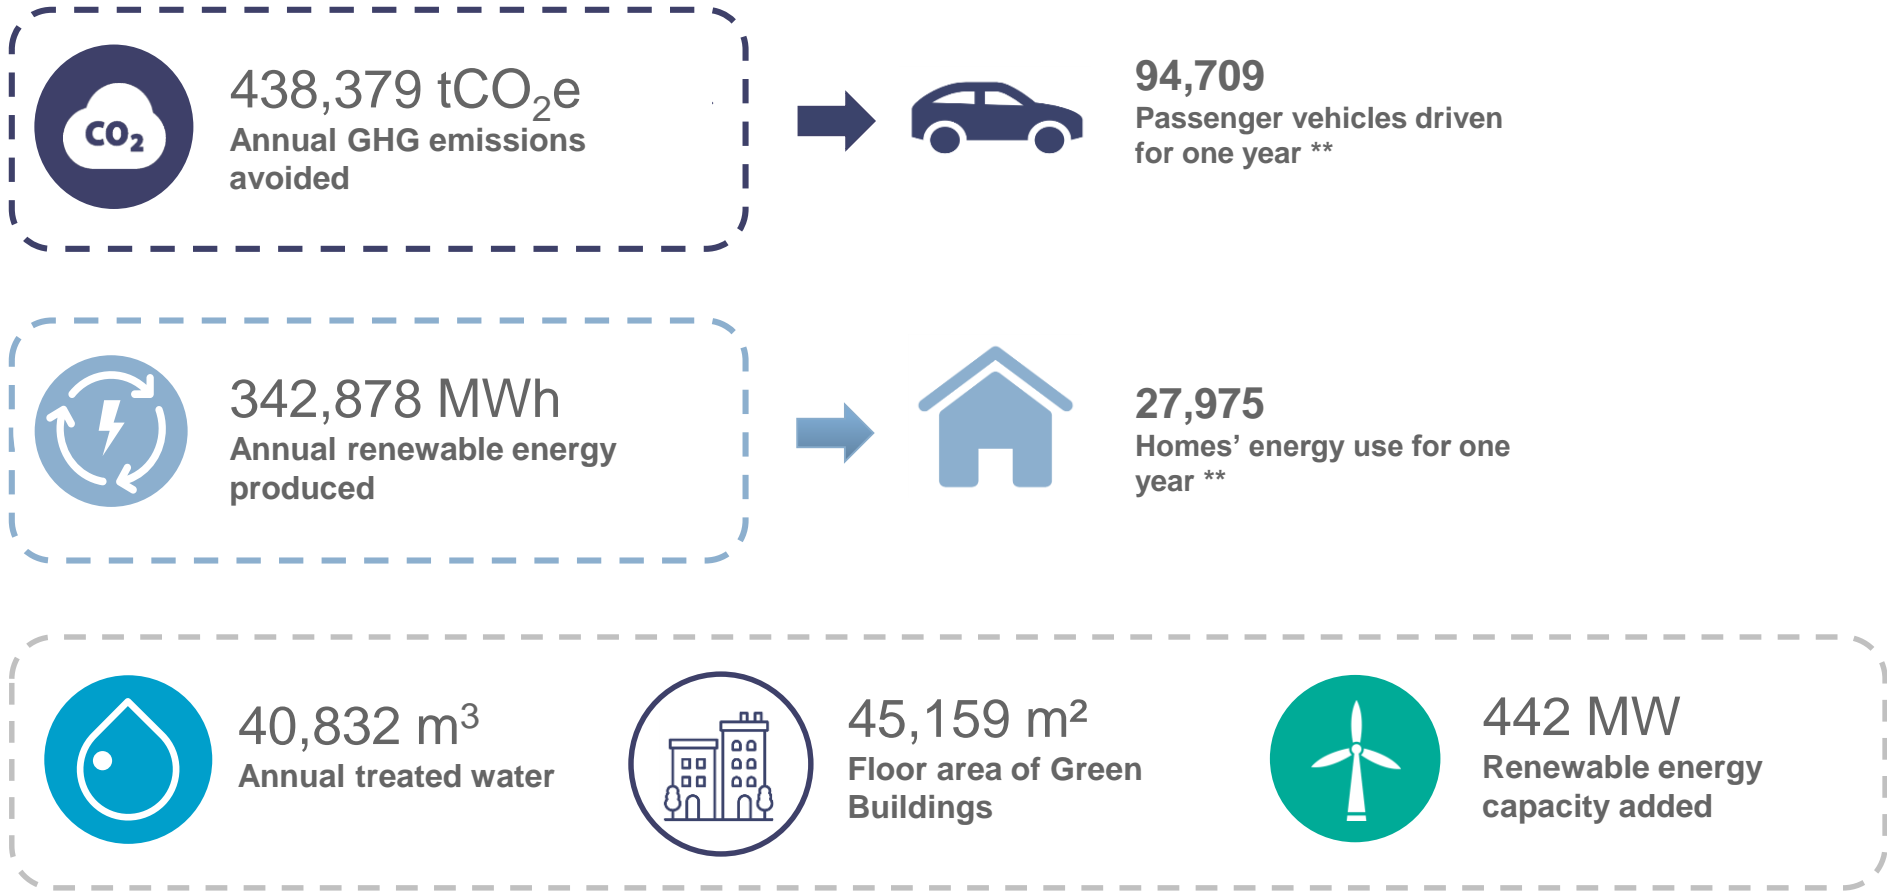 CO₂
438,379 tCO₂e
Annual GHG emissions
avoided
94,709
Passenger vehicles driven
for one year **
342,878 MWh
Annual renewable energy
produced
27,975
Homes’ energy use for one
year **
40,832 m³
Annual treated water
45,159 m²
Floor area of Green
Buildings
442 MW
Renewable energy
capacity added